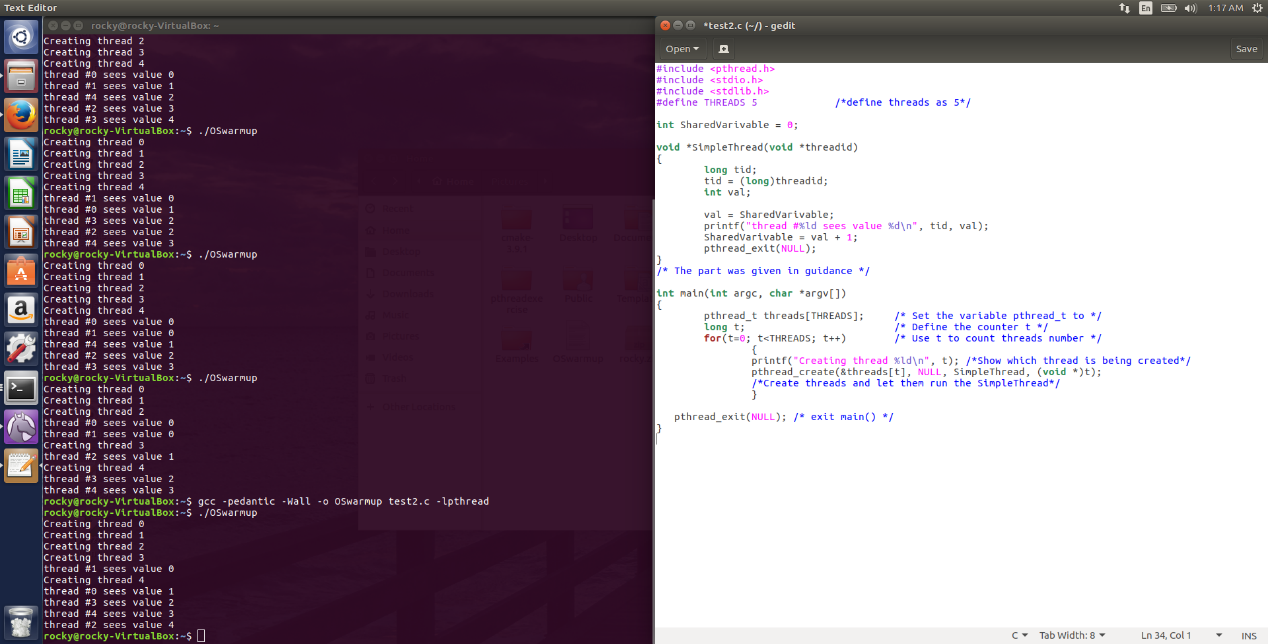 Text Editor
En
1:17 AM
rocky@rocky-VirtualBox: ~
Creating thread 2
Creating thread 3
Creating thread 4
thread #0 sees value 0
thread #1 sees value 1
thread #4 sees value 2
thread #2 sees value 3
thread #3 sees value 4
rocky@rocky-VirtualBox:~$ ./OSwarmup
Creating thread 0
Creating thread 1
Creating thread 2
Creating thread 3
Creating thread 4
thread #1 sees value 0
thread #0 sees value 1
thread #3 sees value 2
thread #2 sees value 2
thread #4 sees value 3
rocky@rocky-VirtualBox:~$ ./OSwarmup
Creating thread 0
Creating thread 1
Creating thread 2
Creating thread 3
Creating thread 4
thread #0 sees value 0
thread #1 sees value 0
thread #4 sees value 1
thread #2 sees value 2
thread #3 sees value 3
rocky@rocky-VirtualBox:~$ ./OSwarmup
Creating thread 0
Creating thread 1
Creating thread 2
thread #0 sees value 0
thread #1 sees value 0
Creating thread 3
thread #2 sees value 1
Creating thread 4
thread #3 sees value 2
thread #4 sees value 3
rocky@rocky-VirtualBox:~$ gcc -pedantic -Wall -o OSwarmup test2.c -lpthread
rocky@rocky-VirtualBox:~$ ./OSwarmup
Creating thread 0
Creating thread 1
Creating thread 2
Creating thread 3
thread #1 sees value 0
Creating thread 4
thread #0 sees value 1
thread #3 sees value 2
thread #4 sees value 3
thread #2 sees value 4
rocky@rocky-VirtualBox:~$
*test2.c (~/) - gedit
Open
Save
#include <pthread.h>
#include <stdio.h>
#include <stdlib.h>
#define THREADS 5 /*define threads as 5*/
int SharedVarivable = 0;
void *SimpleThread(void *threadid)
{
long tid;
tid = (long)threadid;
int val;
val = SharedVarivable;
printf("thread #%ld sees value %d\n", tid, val);
SharedVarivable = val + 1;
pthread_exit(NULL);
}
/* The part was given in guidance */
int main(int argc, char *argv[])
{
pthread_t threads[THREADS]; /* Set the variable pthread_t to */
long t; /* Define the counter t */
for(t=0; t<THREADS; t++) /* Use t to count threads number */
{
printf("Creating thread %ld\n", t); /*Show which thread is being created*/
pthread_create(&threads[t], NULL, SimpleThread, (void *)t);
/*Create threads and let them run the SimpleThread*/
}
pthread_exit(NULL); /* exit main() */
}
C
Tab Width: 8
Ln 34, Col 1
INS